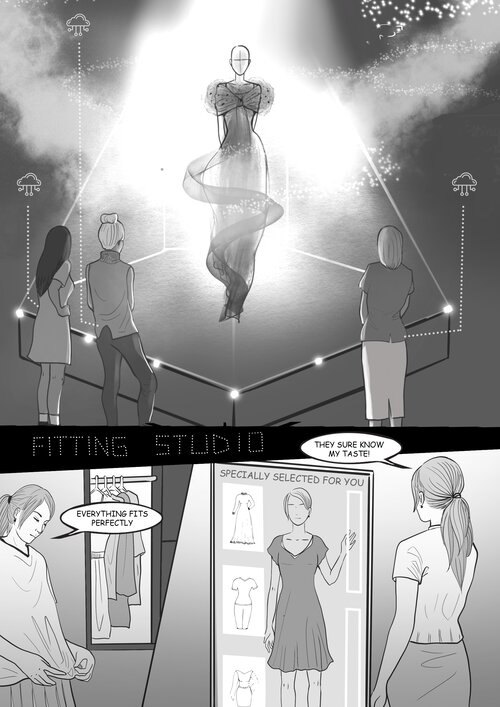 FITTING STUDIO
THEY SURE KNOW
MY TASTE!
SPECIALLY SELECTED FOR YOU
EVERYTHING FITS
PERFECTLY